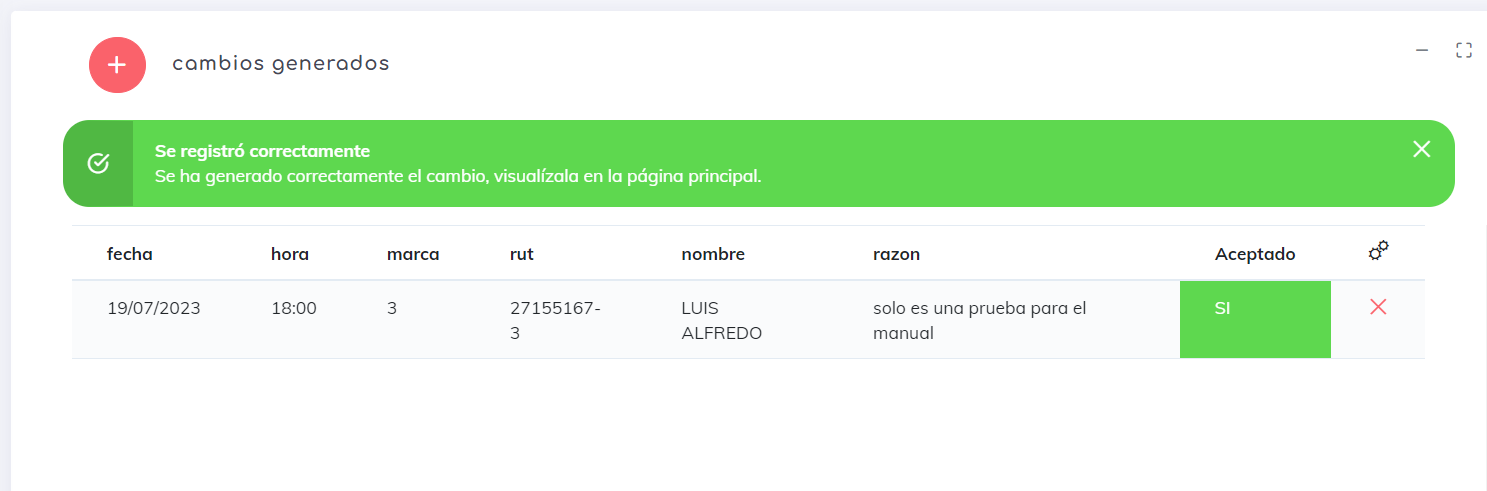 cambios generados
Se registró correctamente
Se ha generado correctamente el cambio, visualízala en la página principal.
fecha hora marca rut nombre razon Aceptado
19/07/2023 18:00 3 27155167- LUIS solo es una prueba para el SI
3 ALFREDO manual